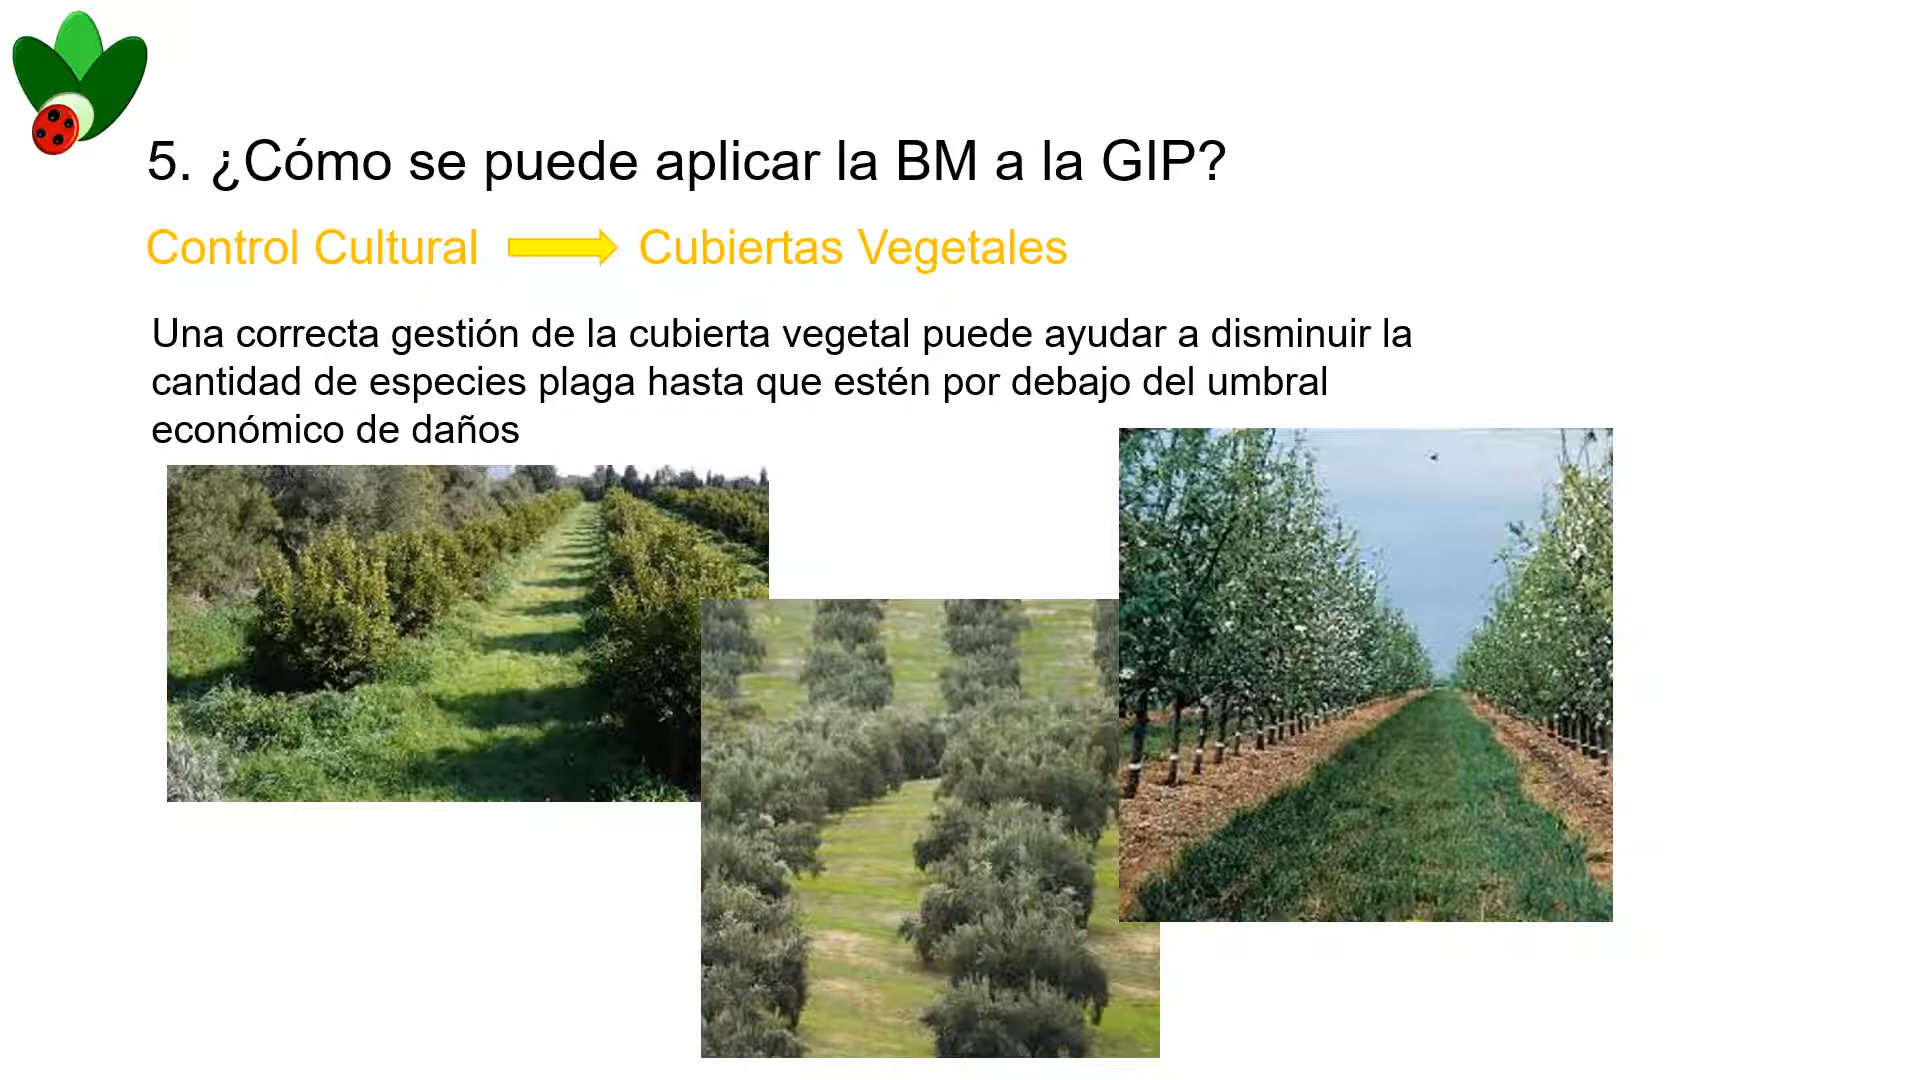 5. ¿Cómo se puede aplicar la BM a la GIP?
Control Cultural Cubiertas Vegetales
Una correcta gestión de la cubierta vegetal puede ayudar a disminuir la
cantidad de especies plaga hasta que estén por debajo del umbral
económico de daños